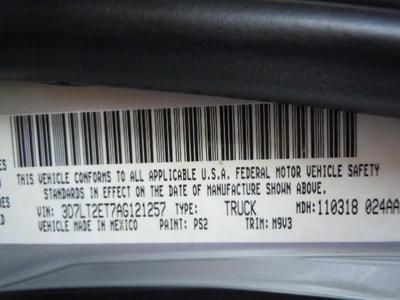 THIS VEHICLE CONFORMS TO ALL APPLICABLE U.S.A. FEDERAL MOTOR VEHICLE SAFETY
STANDARDS IN EFFECT ON THE DATE OF MANUFACTURE SHOWN ABOVE.
VIN: 3D7LT2ET7AG121257 TYPE: TRUCK MDH: 110318 024AA
VEHICLE MADE IN MEXICO PAINT: PS2 TRIM: M9V3